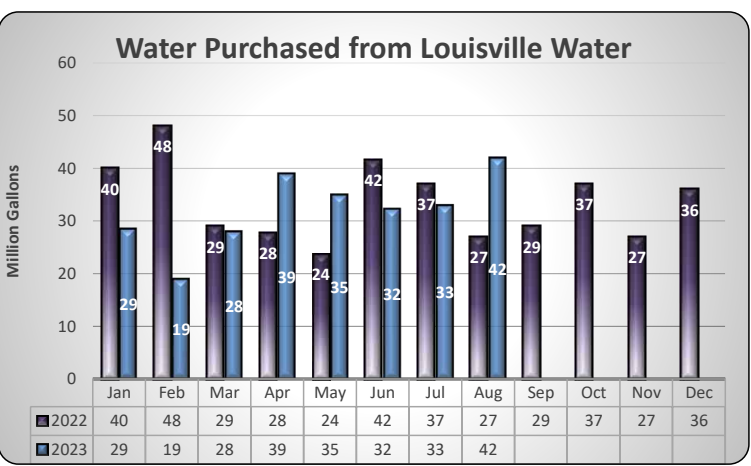 Water Purchased from Louisville Water
Million Gallons
60
50
40
30
20
10
0
40 48 29 28 24 42 37 27 29 37 27 36
29 19 28 39 35 32 33 42
Jan Feb Mar Apr May Jun Jul Aug Sep Oct Nov Dec
2022 40 48 29 28 24 42 37 27 29 37 27 36
2023 29 19 28 39 35 32 33 42